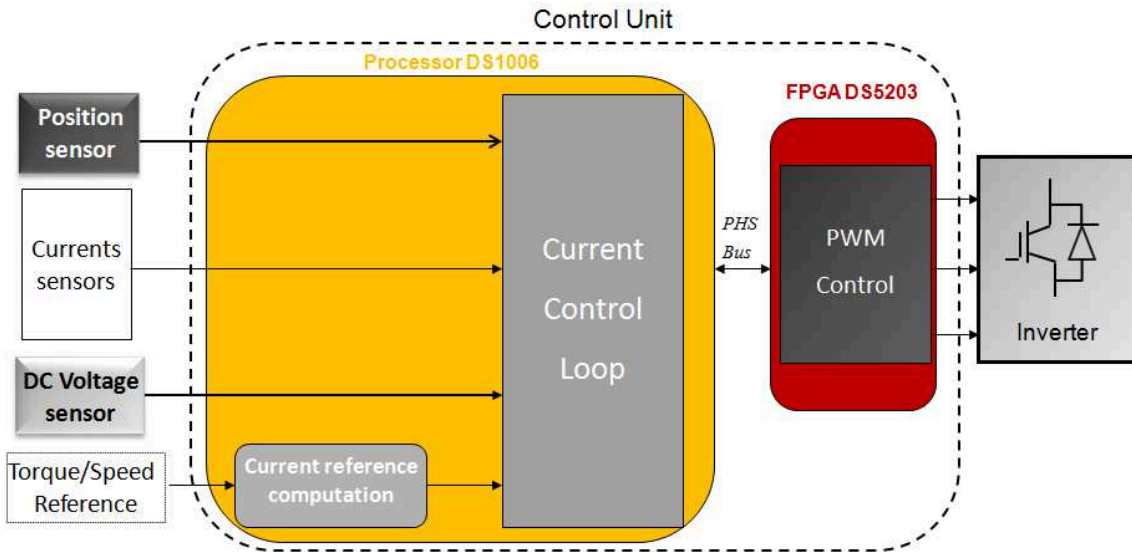 Control Unit
Processor DS1006
FPGA DS5203
Position
sensor
Currents
sensors
DC Voltage
sensor
Torque/Speed
Reference
Current reference
computation
Current
Control
Loop
PHS
Bus
PWM
Control
Inverter